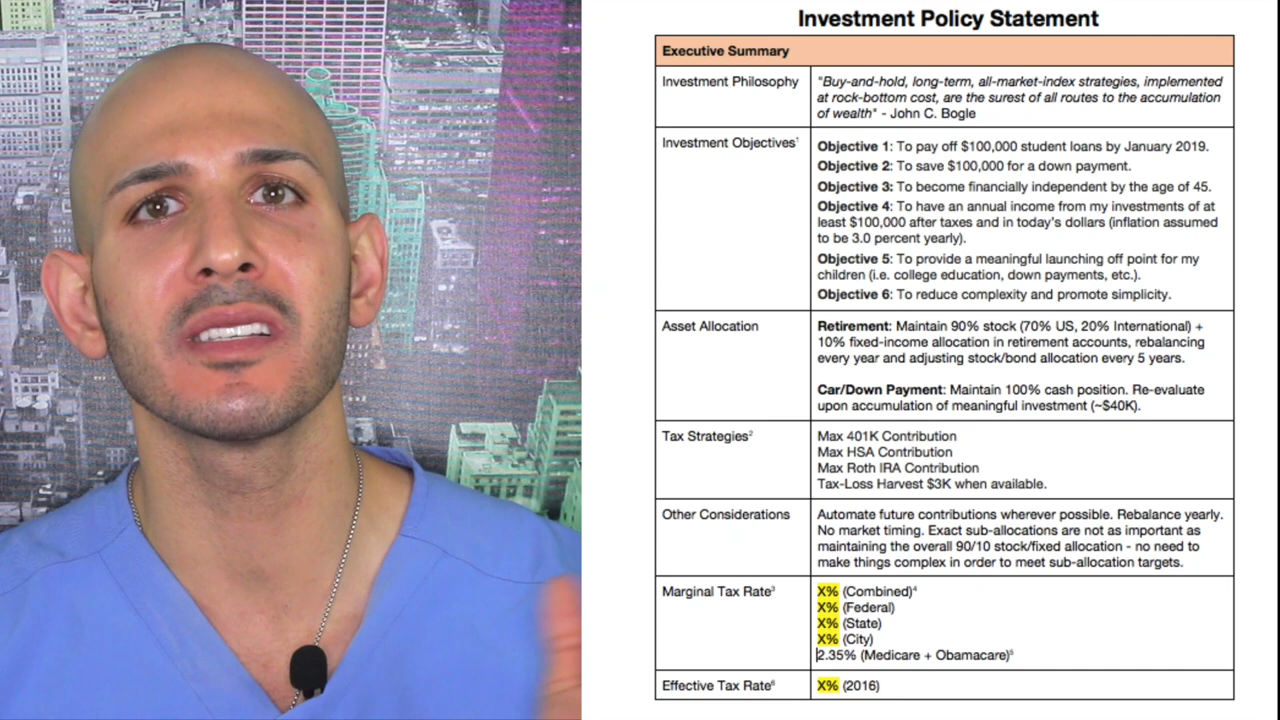 Investment Policy Statement
Executive Summary
Investment Philosophy
"Buy-and-hold, long-term, all-market-index strategies, implemented
at rock-bottom cost, are the surest of all routes to the accumulation
of wealth" - John C. Bogle
Investment Objectives¹
Objective 1: To pay off $100,000 student loans by January 2019.
Objective 2: To save $100,000 for a down payment.
Objective 3: To become financially independent by the age of 45.
Objective 4: To have an annual income from my investments of at
least $100,000 after taxes and in today's dollars (inflation assumed
to be 3.0 percent yearly).
Objective 5: To provide a meaningful launching off point for my
children (i.e. college education, down payments, etc.).
Objective 6: To reduce complexity and promote simplicity.
Asset Allocation
Retirement: Maintain 90% stock (70% US, 20% International) +
10% fixed-income allocation in retirement accounts, rebalancing
every year and adjusting stock/bond allocation every 5 years.
Car/Down Payment: Maintain 100% cash position. Re-evaluate
upon accumulation of meaningful investment (~$40K).
Tax Strategies²
Max 401K Contribution
Max HSA Contribution
Max Roth IRA Contribution
Tax-Loss Harvest $3K when available.
Other Considerations
Automate future contributions wherever possible. Rebalance yearly.
No market timing. Exact sub-allocations are not as important as
maintaining the overall 90/10 stock/fixed allocation - no need to
make things complex in order to meet sub-allocation targets.
Marginal Tax Rate³
X% (Combined)⁴
X% (Federal)
X% (State)
X% (City)
2.35% (Medicare + Obamacare)⁵
Effective Tax Rate⁶
X% (2016)